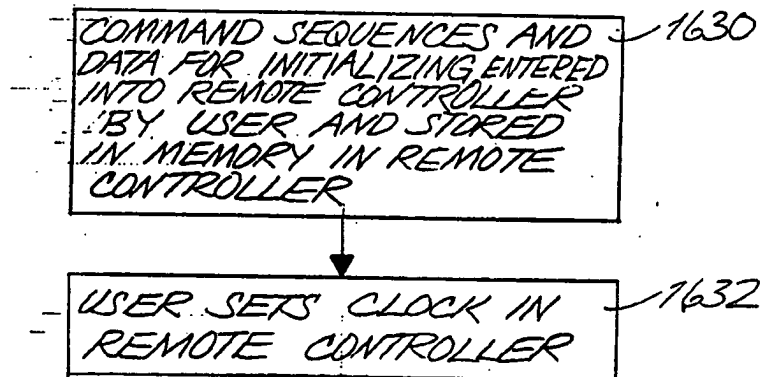 COMMAND SEQUENCES AND
DATA FOR INITIALIZING ENTERED
INTO REMOTE CONTROLLER
BY USER AND STORED
IN MEMORY IN REMOTE
CONTROLLER
1630
USER SETS CLOCK IN
REMOTE CONTROLLER
1632